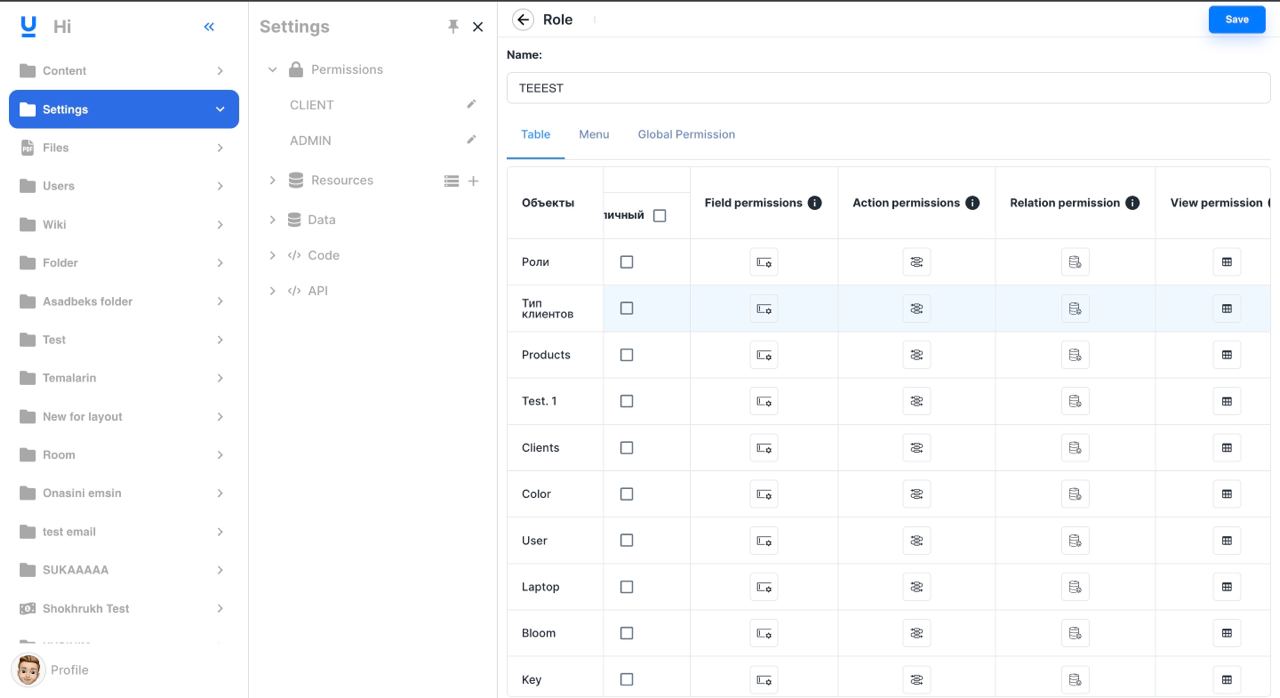 Hi
Content
Settings
Files
Users
Wiki
Folder
Asadbeks folder
Test
Temalarin
New for layout
Room
Onasini emsin
test email
SUKAAAAA
Shokhrukh Test
Profile
Settings
Permissions
CLIENT
ADMIN
Resources
Data
Code
API
Role
Save
Name:
TEEEST
Table Menu Global Permission
Объекты личный Field permissions Action permissions Relation permission View permission
Роли
Тип
клиентов
Products
Test. 1
Clients
Color
User
Laptop
Bloom
Key